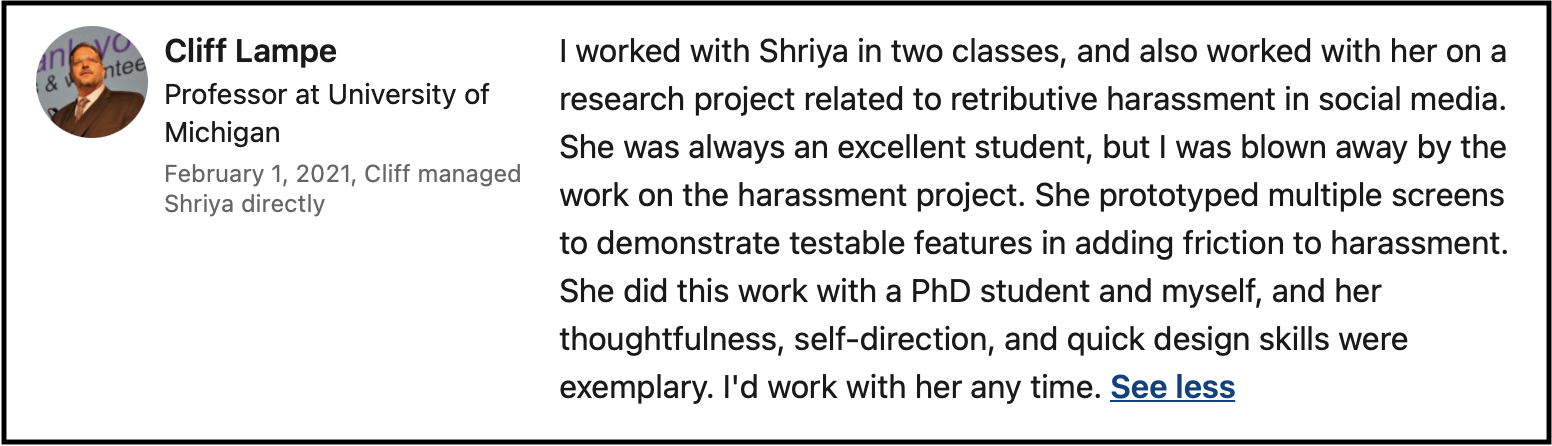 Cliff Lampe
Professor at University of
Michigan
February 1, 2021, Cliff managed
Shriya directly
I worked with Shriya in two classes, and also worked with her on a
research project related to retributive harassment in social media.
She was always an excellent student, but I was blown away by the
work on the harassment project. She prototyped multiple screens
to demonstrate testable features in adding friction to harassment.
She did this work with a PhD student and myself, and her
thoughtfulness, self-direction, and quick design skills were
exemplary. I'd work with her any time. See less